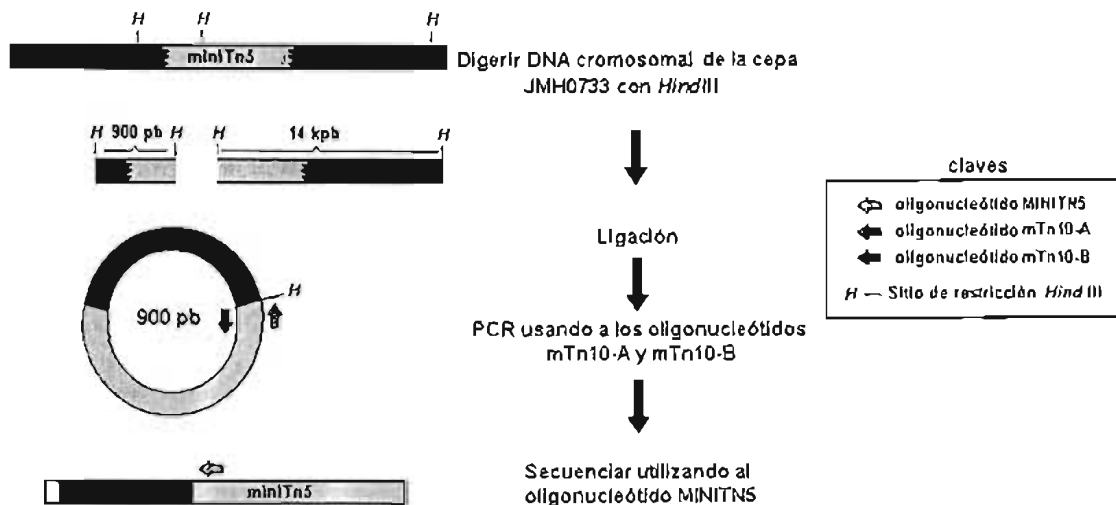 H H H
miniTn5
Digerir DNA cromosomal de la cepa
JMH0733 con HindIII
H 900 pb H H 14 kpb H
claves
oligonucleótido MINITN5
oligonucleótido mTn10-A
oligonucleótido mTn10-B
H — Sitio de restricción Hind III
Ligación
H
900 pb
PCR usando a los oligonucleótidos
mTn10-A y mTn10-B
Secuenciar utilizando al
oligonucleótido MINITN5
miniTn5